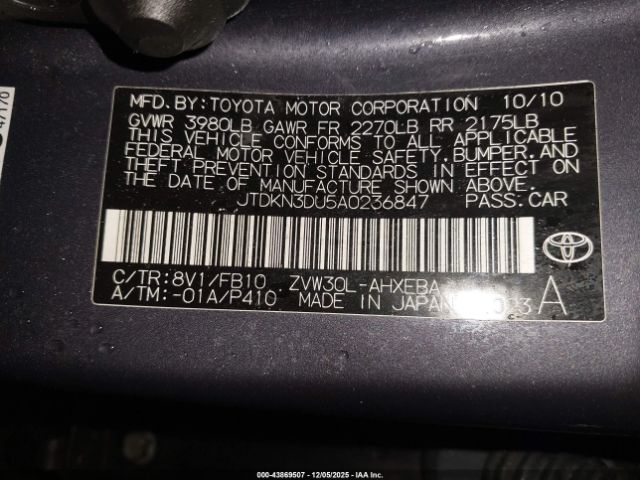 47170
MFD. BY: TOYOTA MOTOR CORPORATION 10/10
GVWR 3980LB GAWR FR 2270LB RR 2175LB
THIS VEHICLE CONFORMS TO ALL APPLICABLE
FEDERAL MOTOR VEHICLE SAFETY, BUMPER, AND
THEFT PREVENTION STANDARDS IN EFFECT ON
THE DATE OF MANUFACTURE SHOWN ABOVE.
JTDKN3DU5A0236847 PASS. CAR
C/TR: 8V1/FB10 ZVW30L-AHXEBA
A/TM: -01A/P410 MADE IN JAPAN A
000-43869507 - 12/05/2025 - IAA Inc.